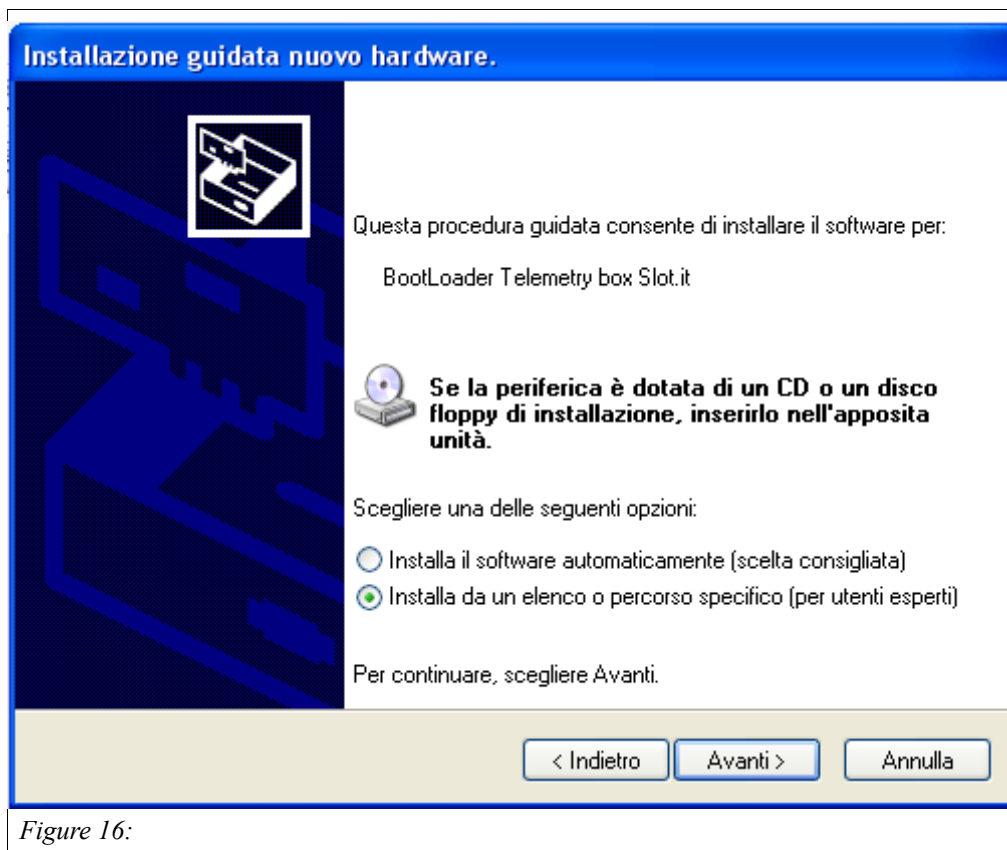 Installazione guidata nuovo hardware.
Questa procedura guidata consente di installare il software per:
BootLoader Telemetry box Slot.it
Se la periferica è dotata di un CD o un disco
floppy di installazione, inserirlo nell'apposita
unità.
Scegliere una delle seguenti opzioni:
Installa il software automaticamente (scelta consigliata)
Installa da un elenco o percorso specifico (per utenti esperti)
Per continuare, scegliere Avanti.
< Indietro
Avanti >
Annulla
Figure 16: